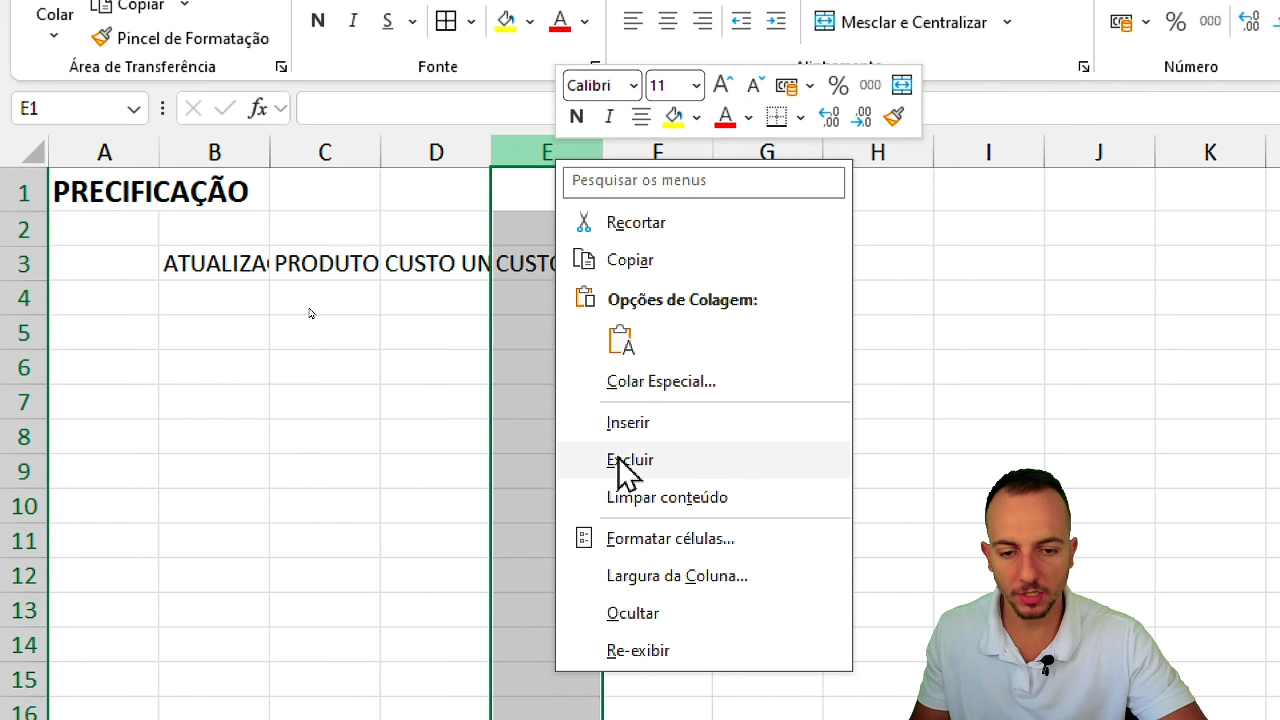 Colar
Copiar
Pincel de Formatação
Área de Transferência
N I S
A
Fonte
Mesclar e Centralizar
% 000
Número
E1
fx
Calibri 11 A A % 000
N I A
A B C D E F G H I J K
Pesquisar os menus
Recortar
Copiar
Opções de Colagem:
Colar Especial...
Inserir
Excluir
Limpar conteúdo
Formatar células...
Largura da Coluna...
Ocultar
Re-exibir
1 PRECIFICAÇÃO
2
3 ATUALIZA PRODUTO CUSTO UN CUSTO
4
5
6
7
8
9
10
11
12
13
14
15
16